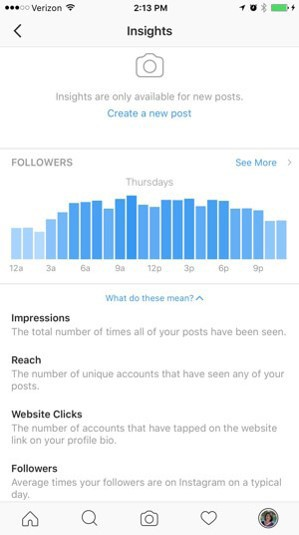 Verizon 2:13 PM
Insights
Insights are only available for new posts.
Create a new post
FOLLOWERS See More
Thursdays
12a 3a 6a 9a 12p 3p 6p 9p
What do these mean?
Impressions
The total number of times all of your posts have been seen.
Reach
The number of unique accounts that have seen any of your
posts.
Website Clicks
The number of accounts that have tapped on the website
link on your profile bio.
Followers
Average times your followers are on Instagram on a typical
day.